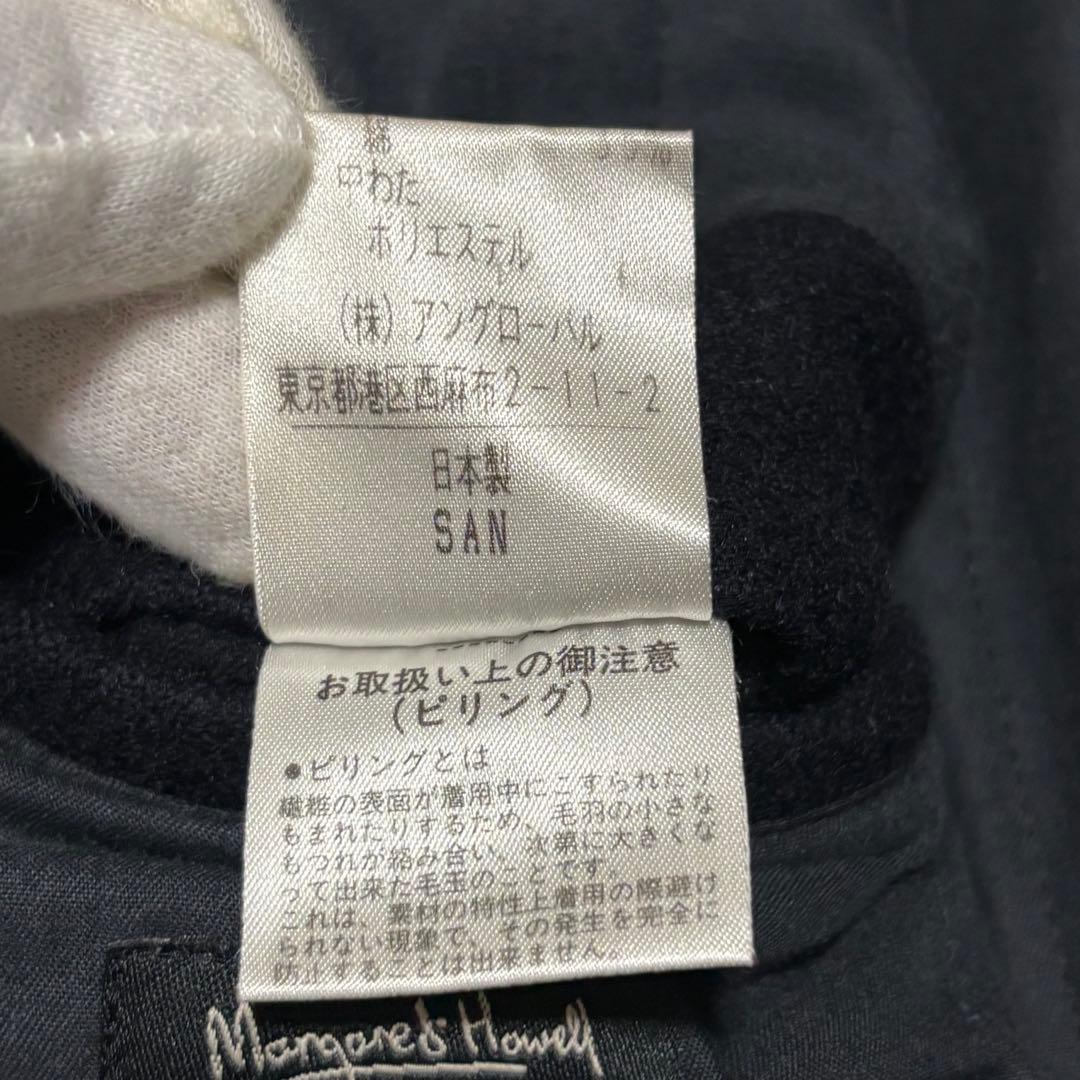 綿
中わた
ポリエステル
(株) アングローバル
東京都港区西麻布2-11-2
日本製
SAN
お取扱い上の御注意
(ピリング)
●ピリングとは
繊維の表面が着用中にこすられたり
もまれたりするため、毛羽の小さな
もつれが絡み合い、次第に大きくな
って出来た毛玉のことです。
これは、素材の特性上着用の際避け
られない現象で、その発生を完全に
防止することは出来ません。
Margaret Howell